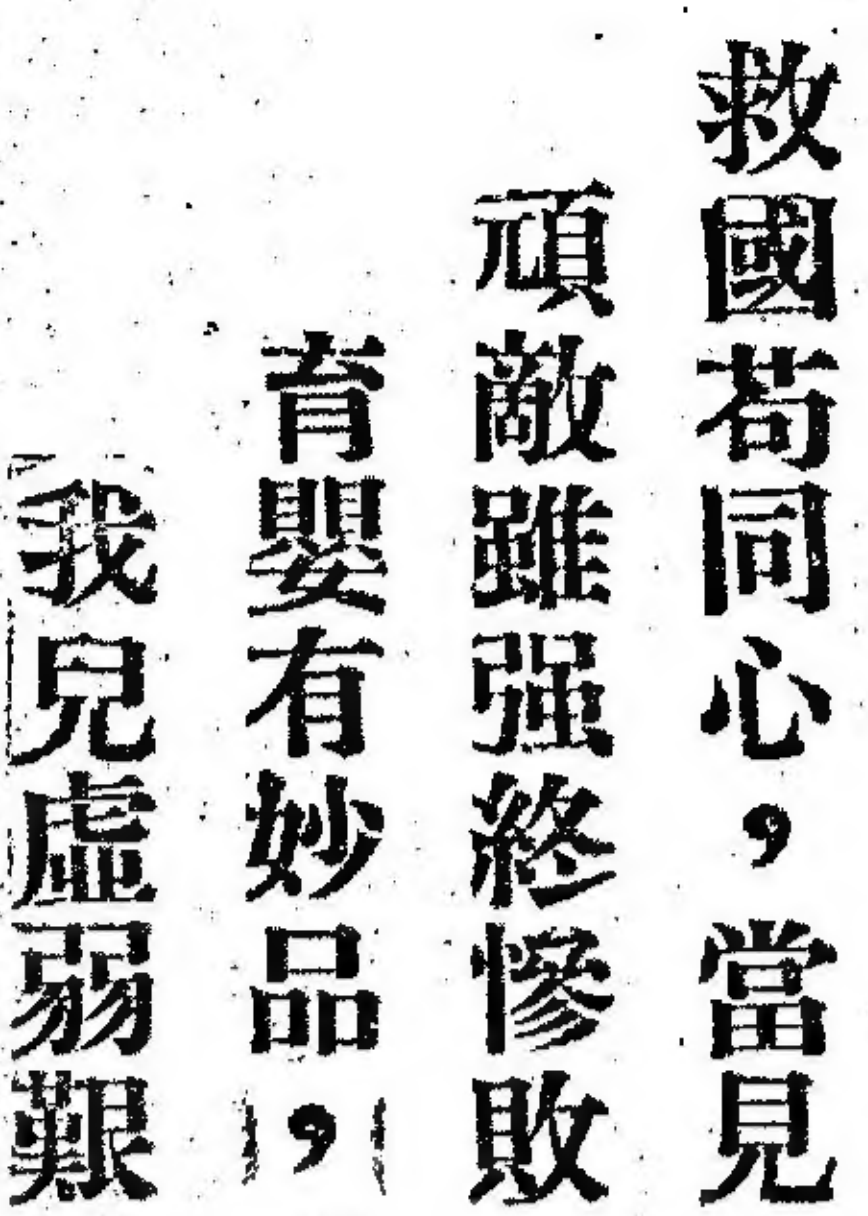 救國苟同心，當見
頑敵雖强終慘敗
育嬰有妙品，
我兒虛弱艱